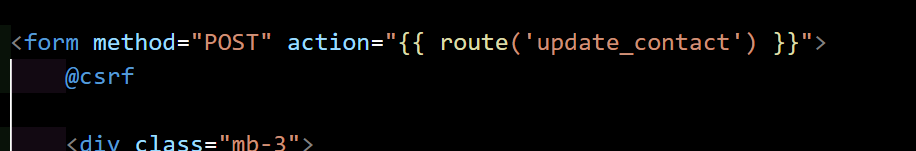 <form method="POST" action="{{ route('update_contact') }}">
@csrf
<div class="mb-3">